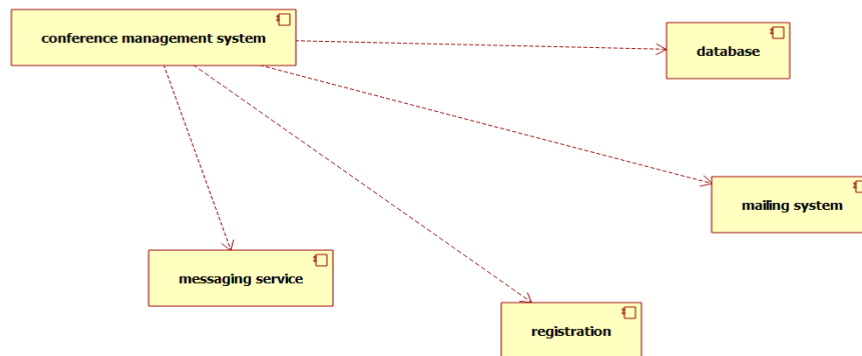 conference management system
database
mailing system
messaging service
registration